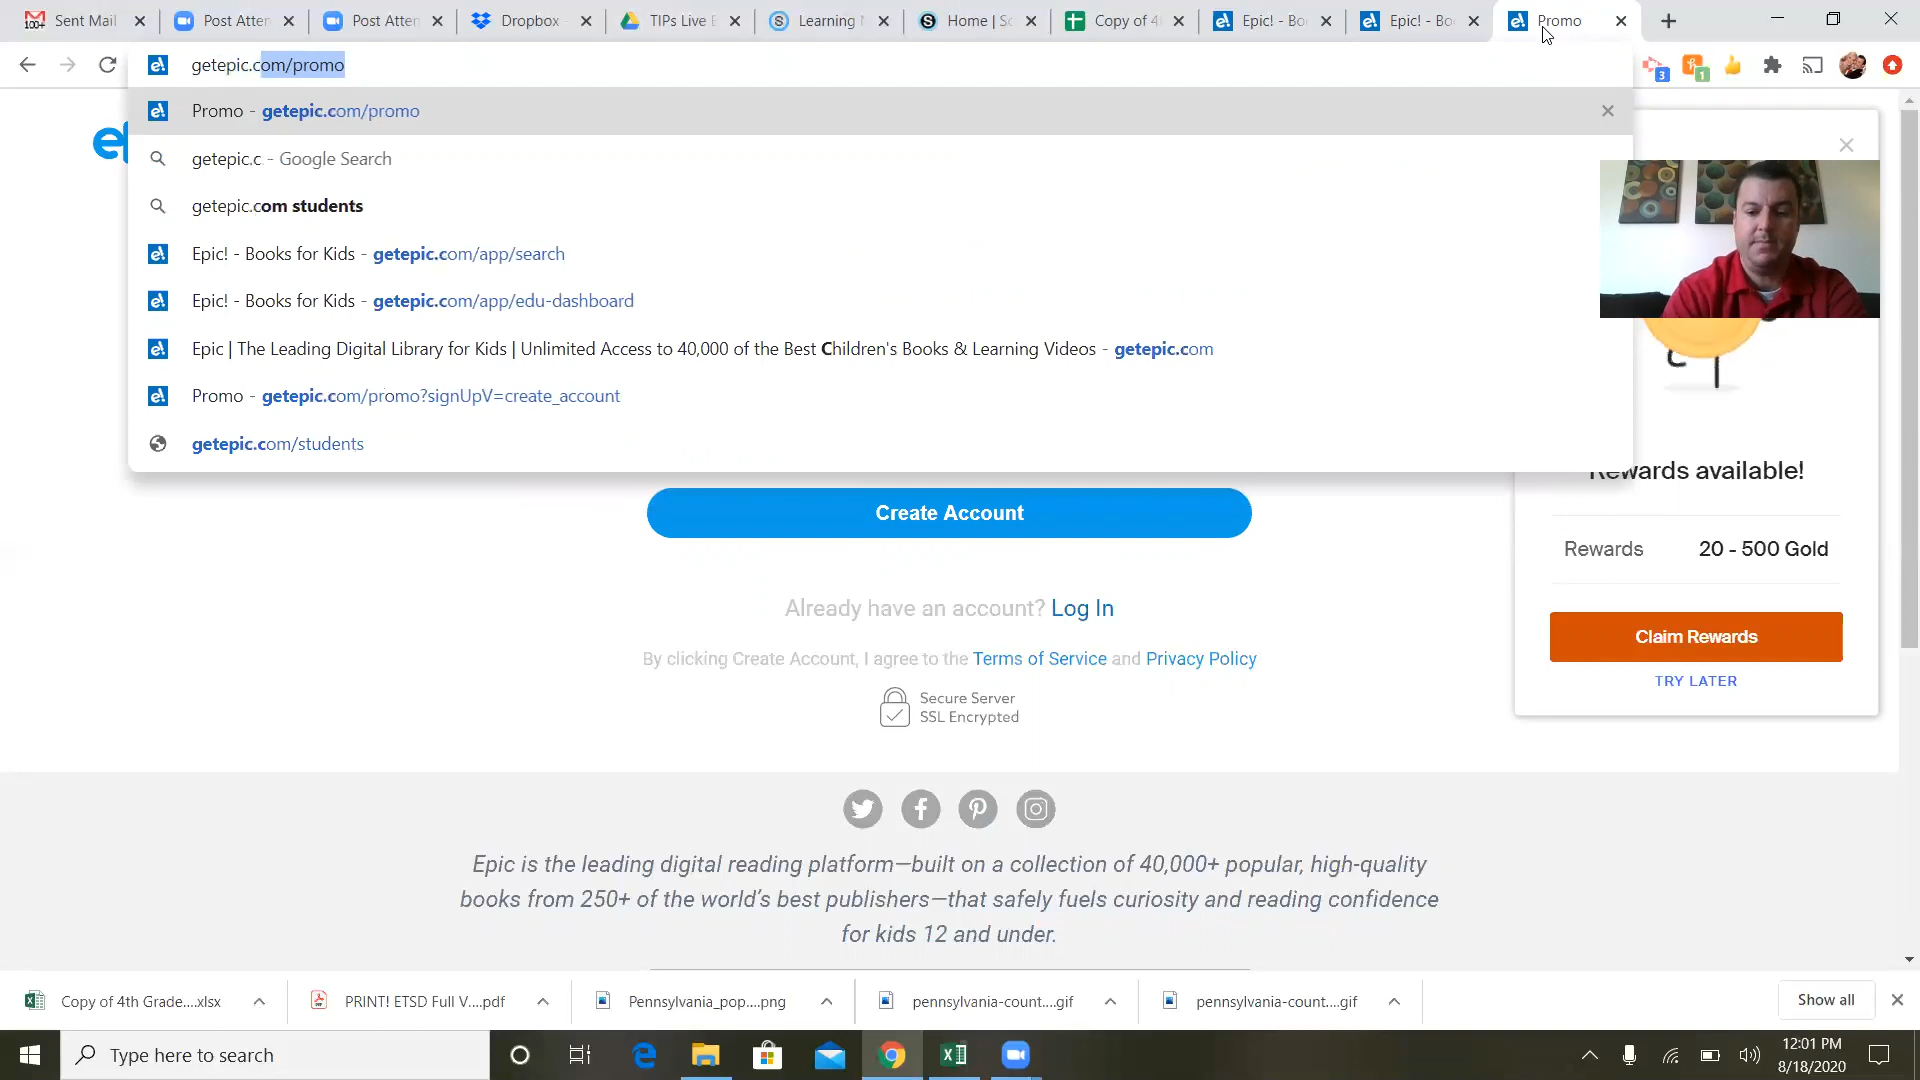 Sent Mail
Post Atten
Post Atten
Dropbox
TIPs Live
Learning
Home | Sc
Copy of 4
Epic! - Bo
Epic! - Bo
Promo
getepic.com/promo
3
1
Promo - getepic.com/promo
getepic.c - Google Search
getepic.com students
Epic! - Books for Kids - getepic.com/app/search
Epic! - Books for Kids - getepic.com/app/edu-dashboard
Epic | The Leading Digital Library for Kids | Unlimited Access to 40,000 of the Best Children's Books & Learning Videos - getepic.com
Promo - getepic.com/promo?signUpV=create_account
getepic.com/students
Rewards available!
Create Account
Rewards 20 - 500 Gold
Already have an account? Log In
Claim Rewards
By clicking Create Account, I agree to the Terms of Service and Privacy Policy
TRY LATER
Secure Server
SSL Encrypted
Epic is the leading digital reading platform—built on a collection of 40,000+ popular, high-quality
books from 250+ of the world's best publishers—that safely fuels curiosity and reading confidence
for kids 12 and under.
Copy of 4th Grade....xlsx
PRINT! ETSD Full V....pdf
Pennsylvania_pop....png
pennsylvania-count....gif
pennsylvania-count....gif
Show all
Type here to search
12:01 PM
8/18/2020